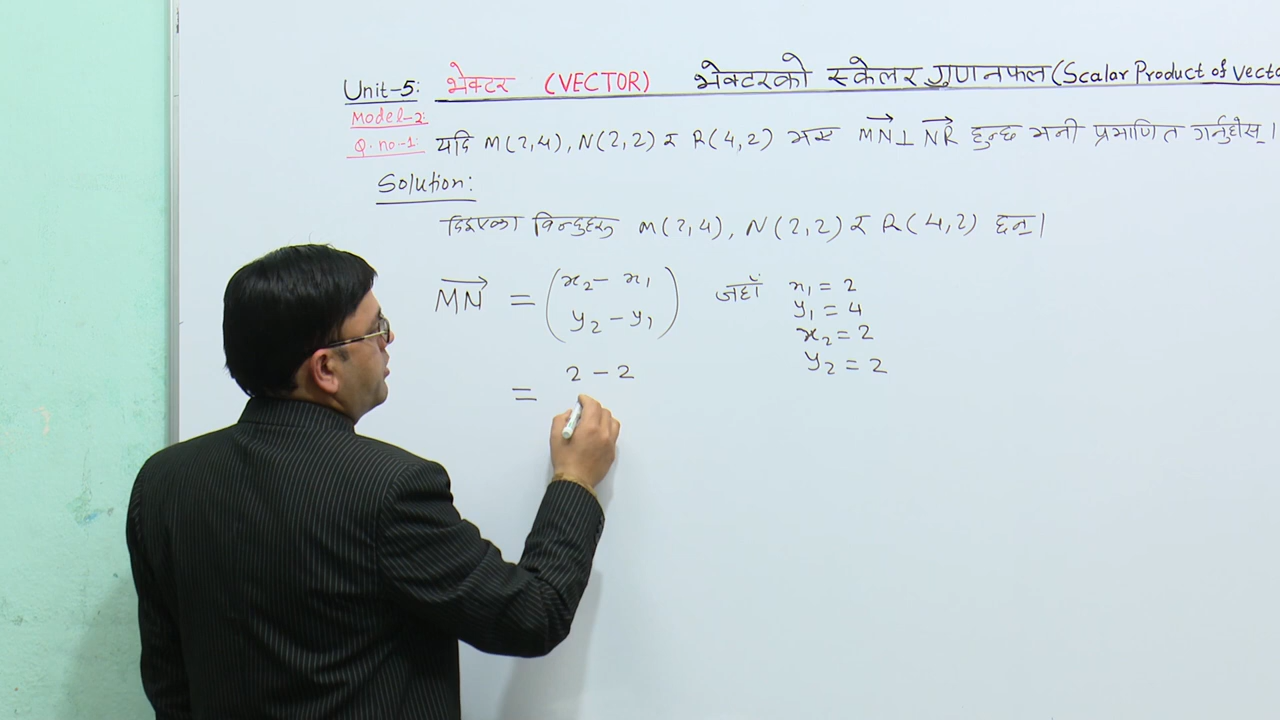 Unit-5: भेक्टर (VECTOR) भेक्टरको स्केलर गुणनफल (Scalar Product of Vecto
Model-2:
Q.no-1: यदि M(2,4), N(2,2) र R(4,2) भए MN⊥ NR हुन्छ भनी प्रमाणित गर्नुहोस्।
Solution:
दिइएका बिन्दुहरू M(2,4), N(2,2) र R(4,2) छन्।
MN = (x₂ - x₁
y₂ - y₁) जहाँ x₁ = 2
y₁ = 4
x₂ = 2
y₂ = 2
= 2 - 2